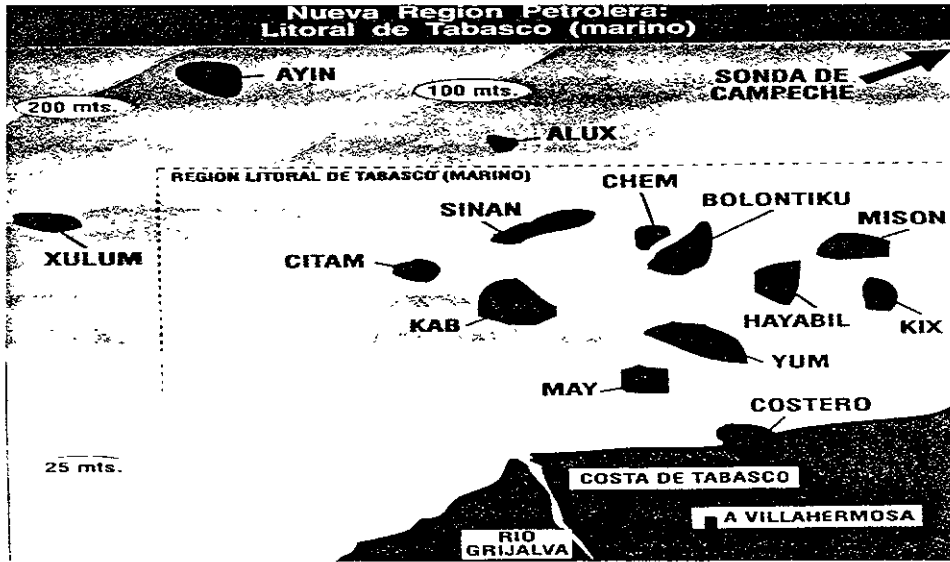 Nueva Región Petrolera:
Litoral de Tabasco (marino)
AYIN
SONDA DE
CAMPECHE
200 mts.
100 mts.
ALUX
REGION LITORAL DE TABASCO (MARINO)
CHEM
BOLONTIKU
SINAN
MISON
XULUM
CITAM
KAB
HAYABIL
KIX
YUM
MAY
COSTERO
25 mts.
COSTA DE TABASCO
A VILLAHERMOSA
RIO
GRIJALVA